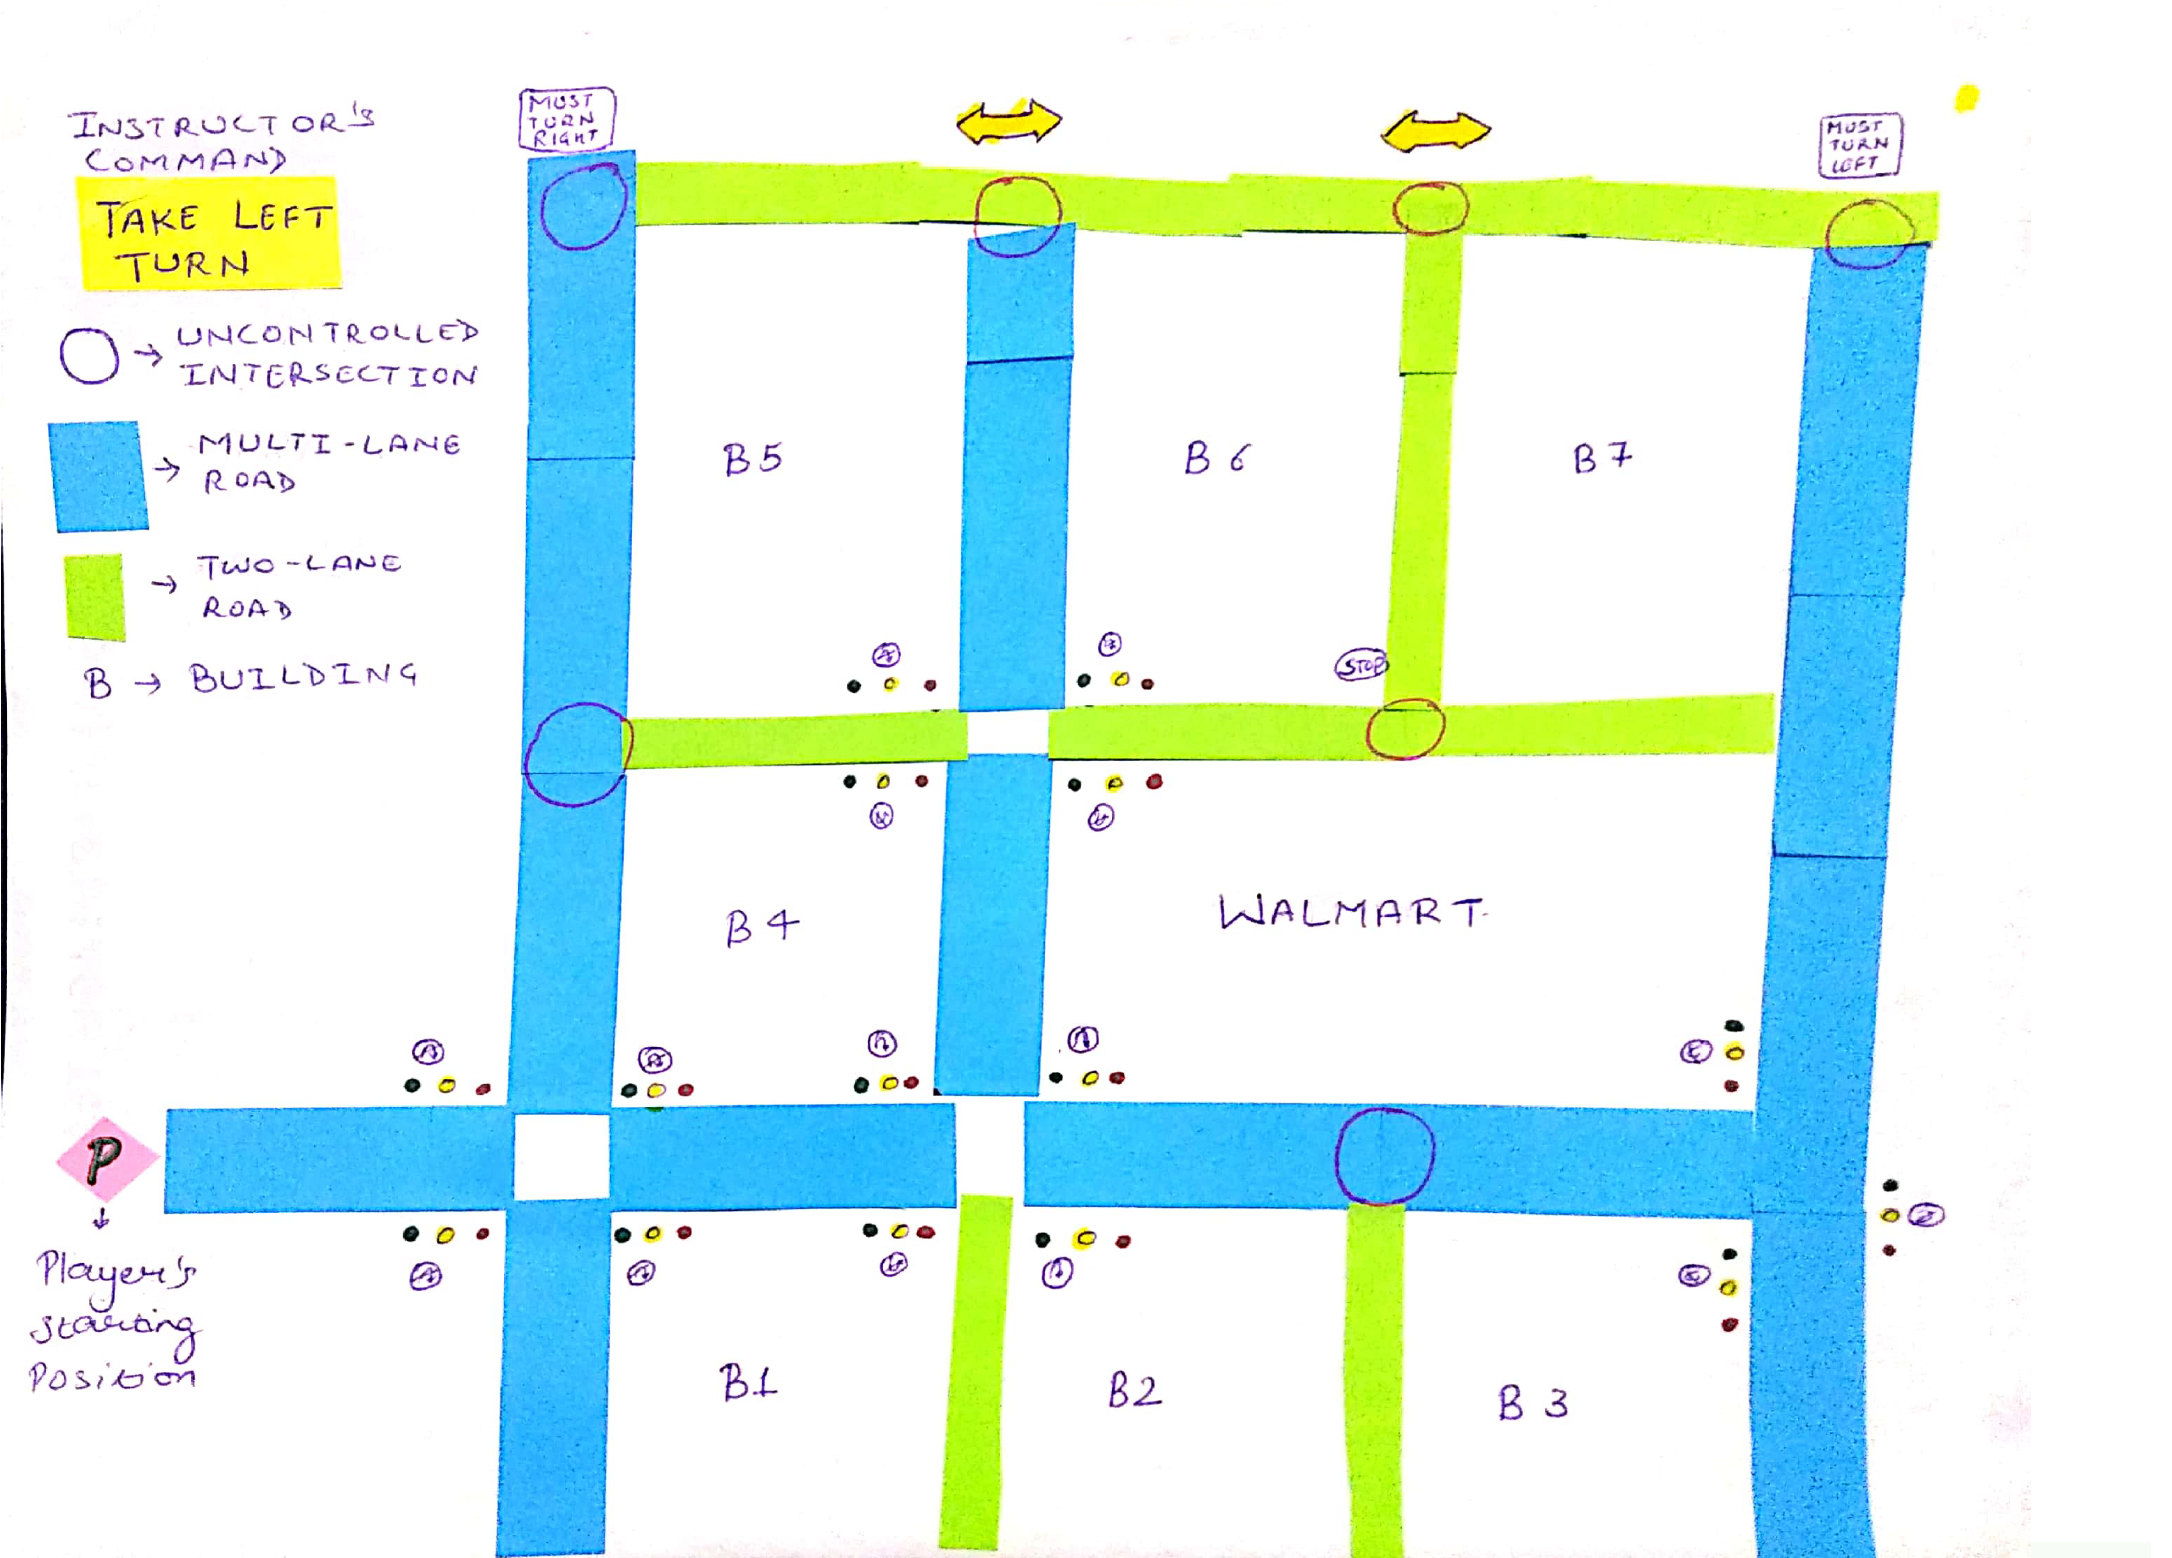 INSTRUCTOR'S
COMMAND
TAKE LEFT
TURN
UNCONTROLLED
INTERSECTION
MULTI-LANE
ROAD
TWO-LANE
ROAD
B → BUILDING
MUST
TURN
RIGHT
MUST
TURN
LEFT
B5
B6
B7
STOP
B4
WALMART
P
Player's
starting
Position
B1
B2
B3